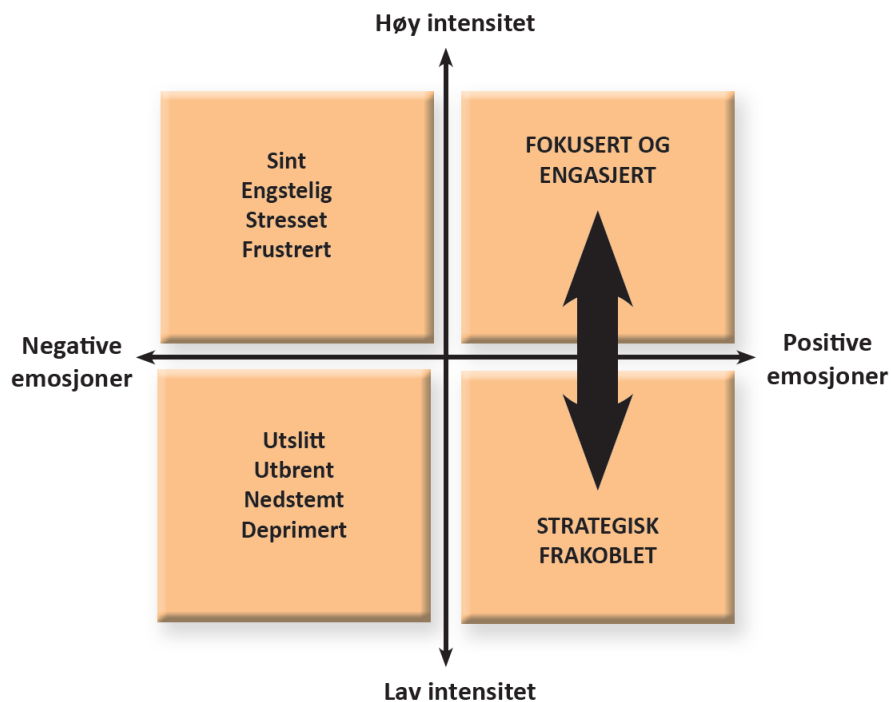 Høy intensitet
Sint
Engstelig
Stresset
Frustrert
FOKUSERT OG
ENGASJERT
Negative
emosjoner
Positive
emosjoner
Utslitt
Utbrent
Nedstemt
Deprimert
STRATEGISK
FRAKOBLET
Lav intensitet